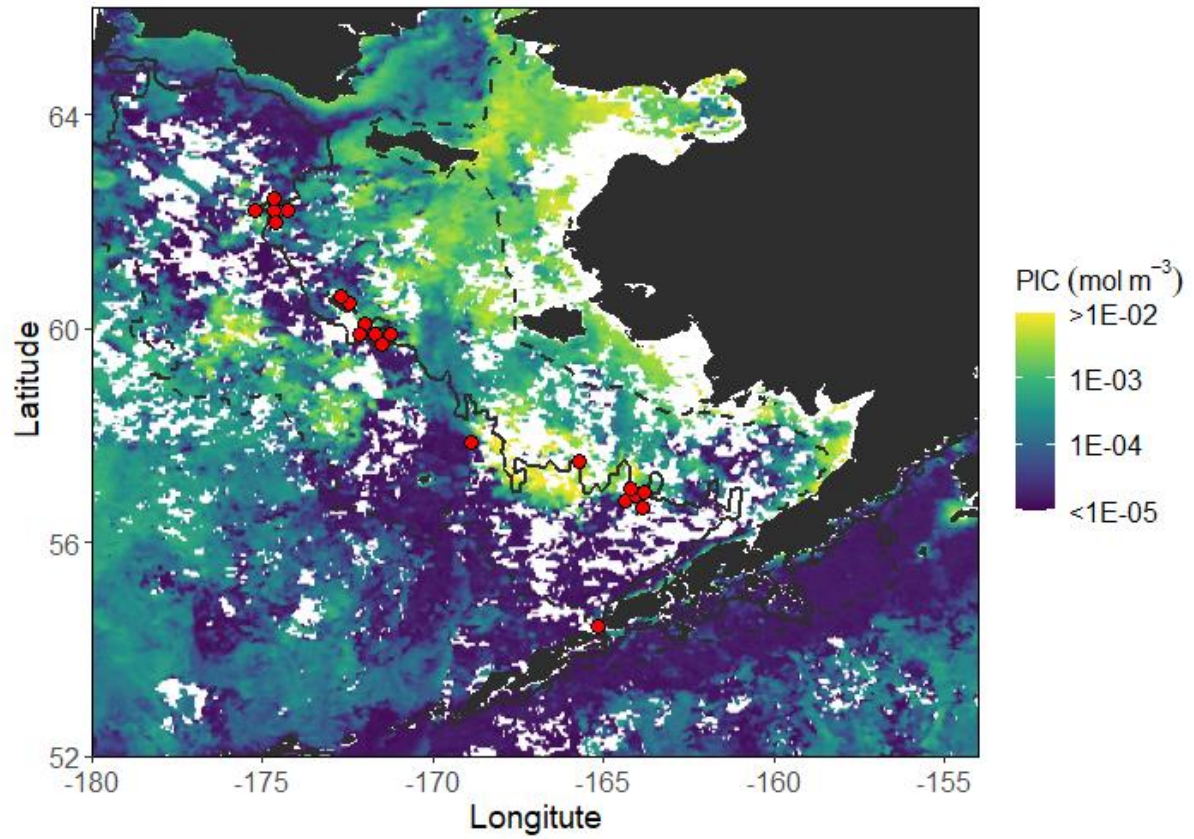 64
60
56
52
Latitude
-180
-175
-170
-165
-160
-155
Longitute
PIC (mol m⁻³)
>1E-02
1E-03
1E-04
<1E-05